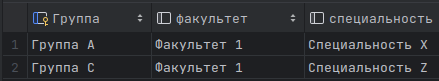 Группа факультет специальность
1 Группа А Факультет 1 Специальность X
2 Группа С Факультет 1 Специальность Z